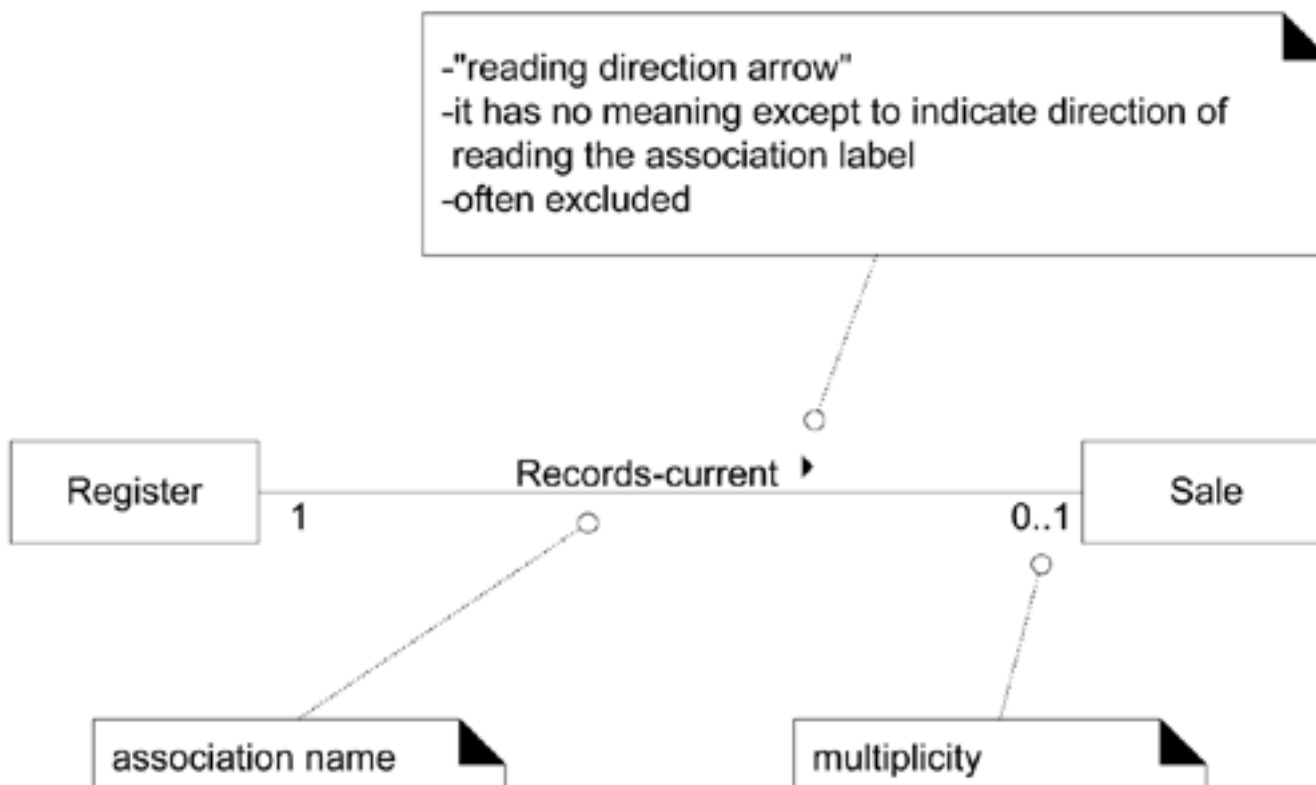 -"reading direction arrow"
-it has no meaning except to indicate direction of
reading the association label
-often excluded
Records-current
Register
Sale
1
0..1
association name
multiplicity